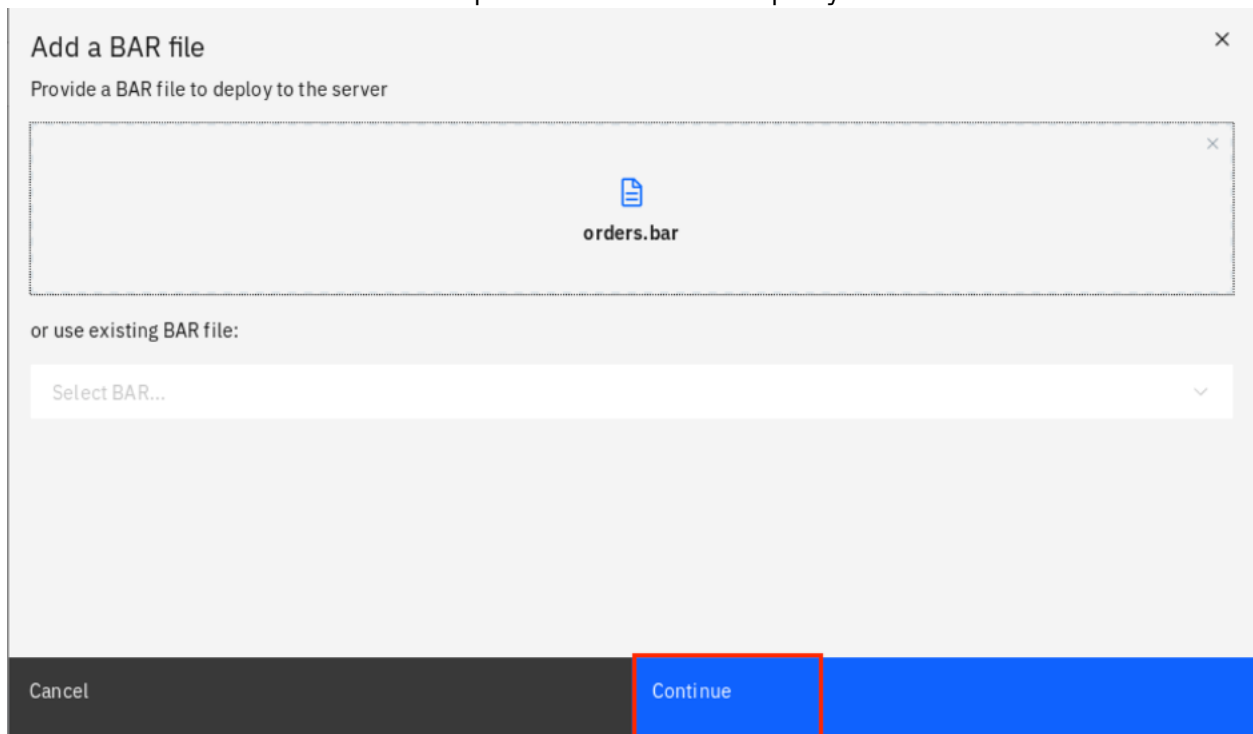 Add a BAR file
Provide a BAR file to deploy to the server
orders.bar
or use existing BAR file:
Select BAR...
Cancel
Continue